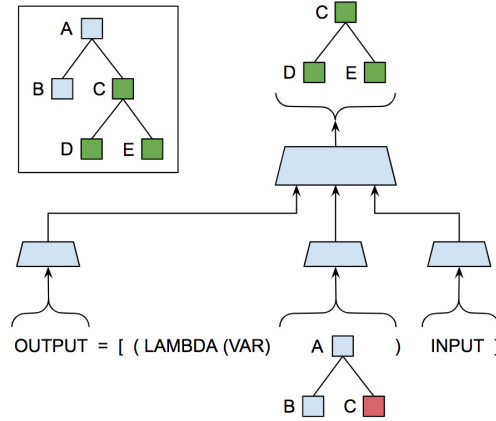 A
B C
D E
C
D E
OUTPUT = [ ( LAMBDA (VAR) A ) INPUT ]
B C